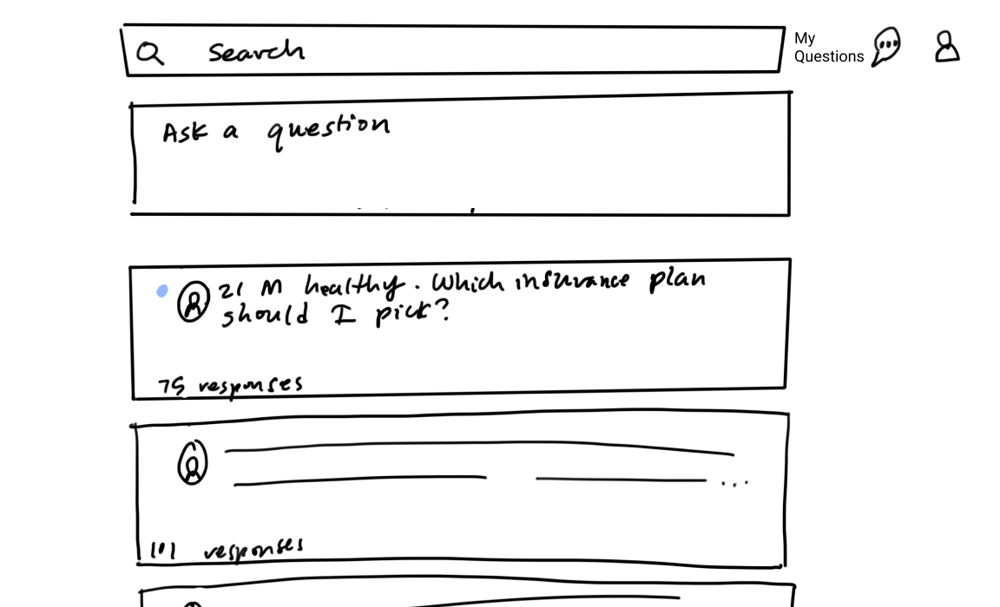 Search
My
Questions
Ask a question
21 M healthy. Which insurance plan
should I pick?
75 responses
101 responses